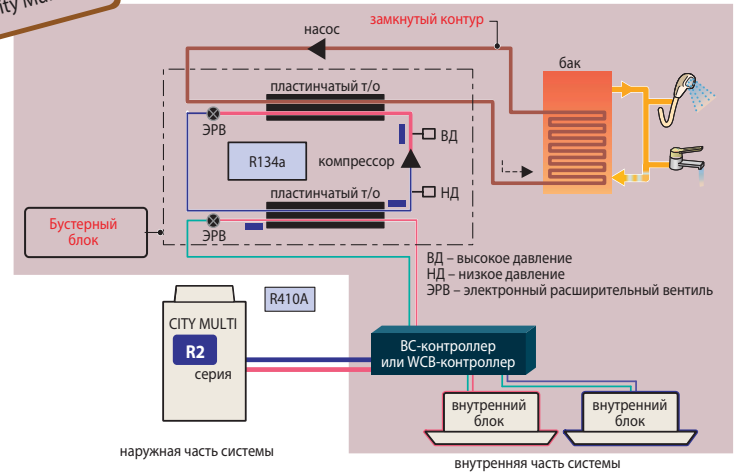 замкнутый контур
насос
бак
пластинчатый т/о
ЭРВ
ВД
R134a
компрессор
пластинчатый т/о
НД
ЭРВ
Бустерный
блок
ВД – высокое давление
НД – низкое давление
ЭРВ – электронный расширительный вентиль
R410A
CITY MULTI
R2
серия
ВС-контроллер
или WCB-контроллер
внутренний
блок
внутренний
блок
наружная часть системы
внутренняя часть системы